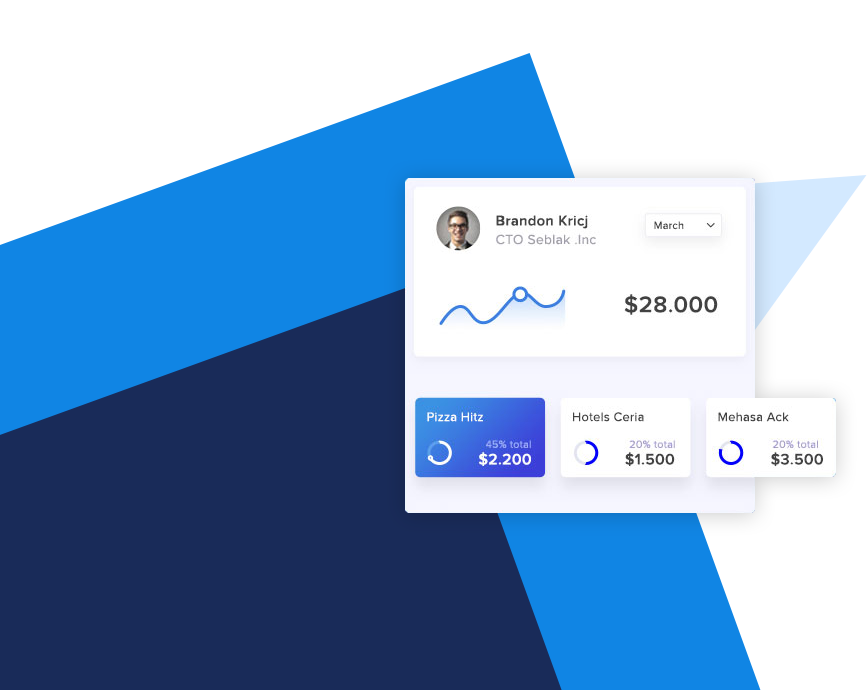 Brandon Kricj
CTO Seblak .Inc
March
$28.000
Pizza Hitz
45% total
$2.200
Hotels Ceria
20% total
$1.500
Mehasa Ack
20% total
$3.500